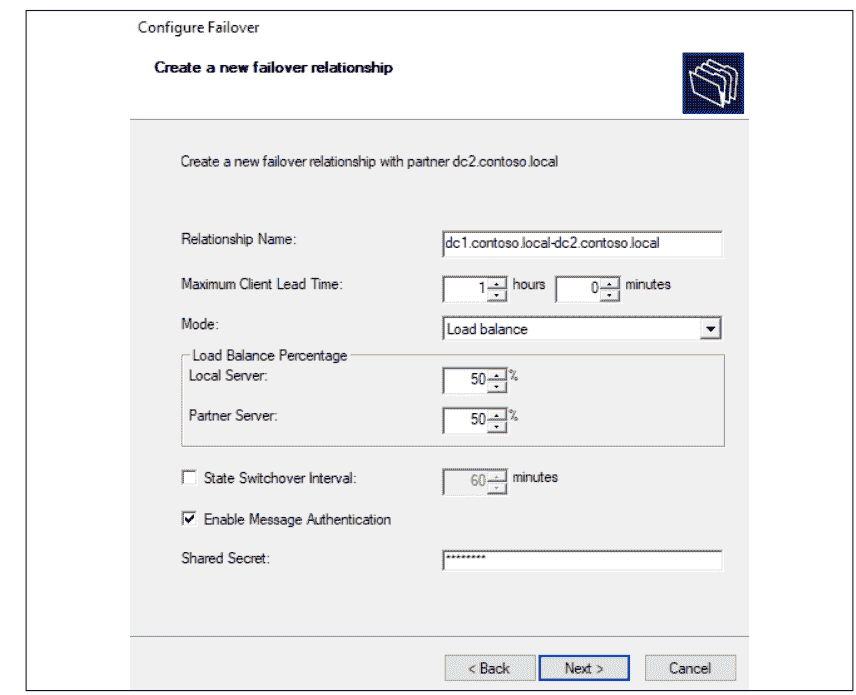 Configure Failover
Create a new failover relationship
Create a new failover relationship with partner dc2.contoso.local
Relationship Name: dc1.contoso.local-dc2.contoso.local
Maximum Client Lead Time: 1 hours 0 minutes
Mode: Load balance
Load Balance Percentage
Local Server: 50 %
Partner Server: 50 %
State Switchover Interval: 60 minutes
Enable Message Authentication
Shared Secret: ********
< Back Next > Cancel